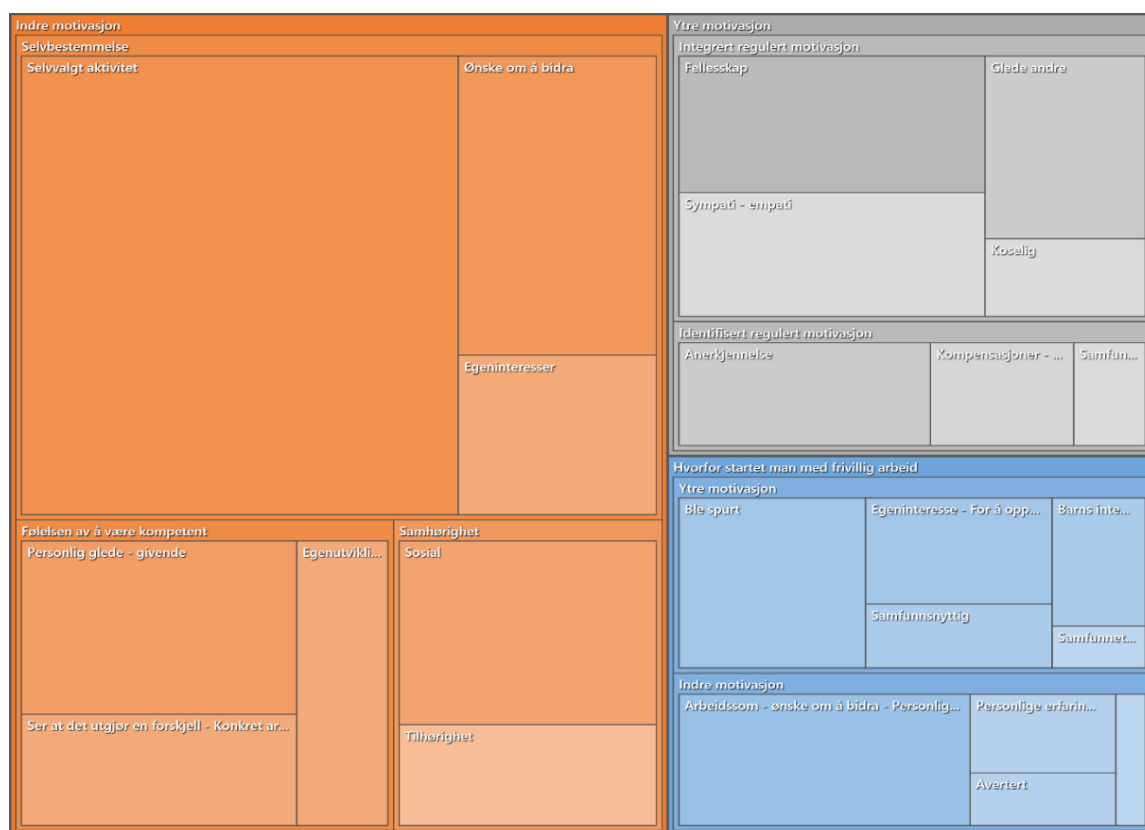 Indre motivasjon
Selvbestemmelse
Selvvalgt aktivitet
Ønske om å bidra
Egeninteresser
Følelsen av å være kompetent
Personlig glede - givende
Egenutvikli...
Ser at det utgjør en forskjell - Konkret ar...
Samhørighet
Sosial
Tilhørighet
Ytre motivasjon
Integrert regulert motivasjon
Fellesskap
Glede andre
Sympati - empati
Koselig
Identifisert regulert motivasjon
Anerkjennelse
Kompensasjoner - ...
Samfun...
Hvorfor startet man med frivillig arbeid
Ytre motivasjon
Ble spurt
Egeninteresse - For å opp...
Barns inte...
Samfunnsnyttig
Samfunnet...
Indre motivasjon
Arbeidssom - ønske om å bidra - Personlig...
Personlige erfarin...
Avertert